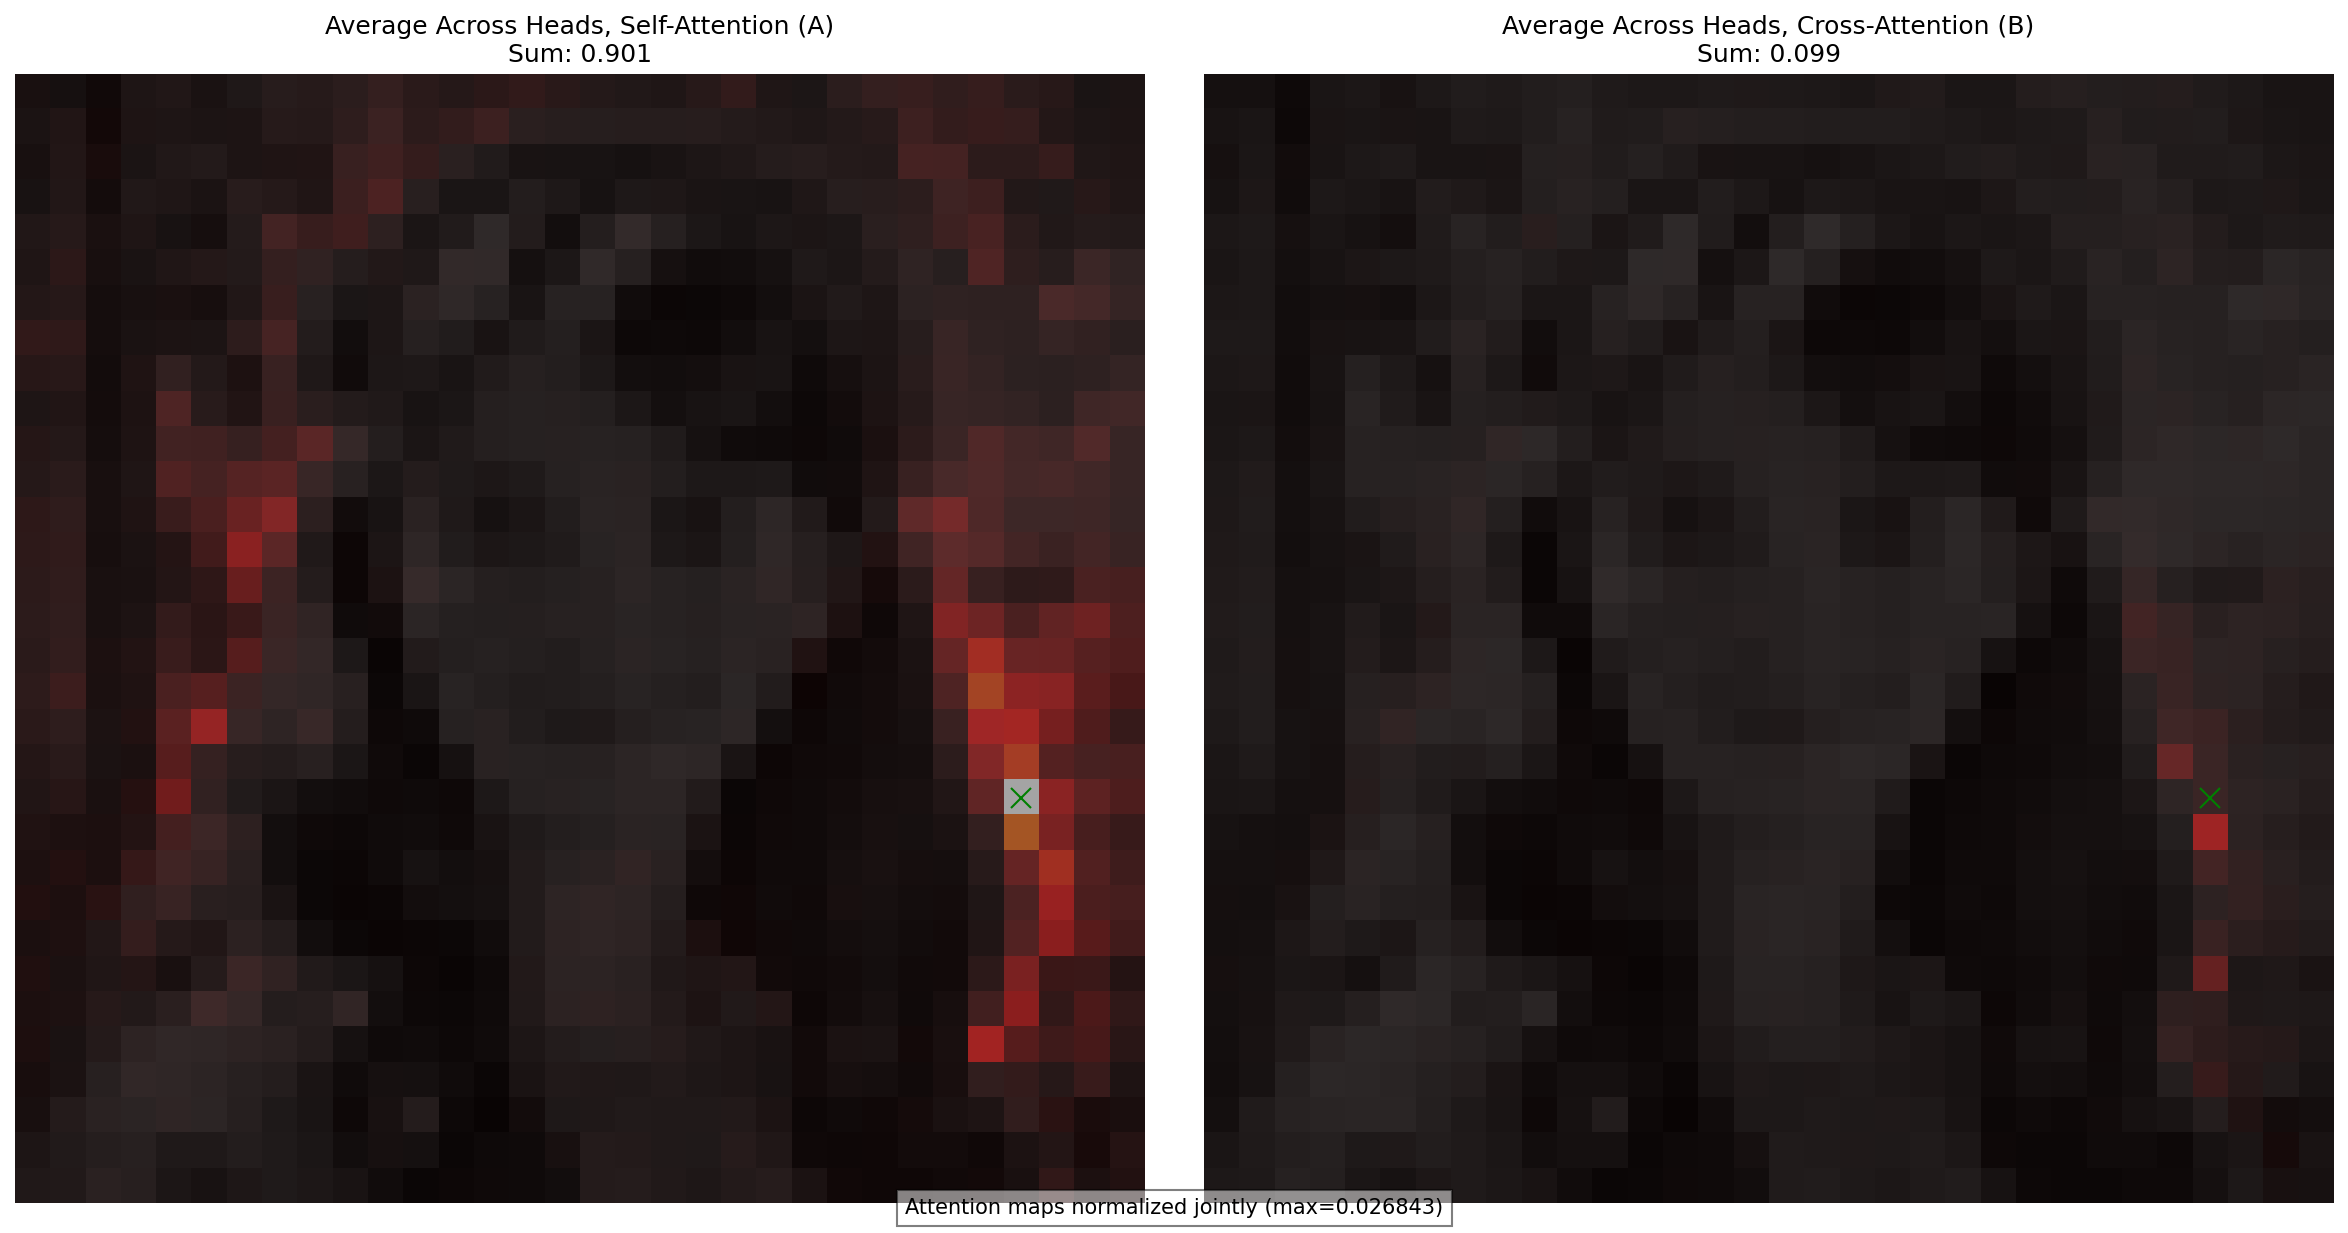 Average Across Heads, Self-Attention (A)
Sum: 0.901
Average Across Heads, Cross-Attention (B)
Sum: 0.099
Attention maps normalized jointly (max=0.026843)